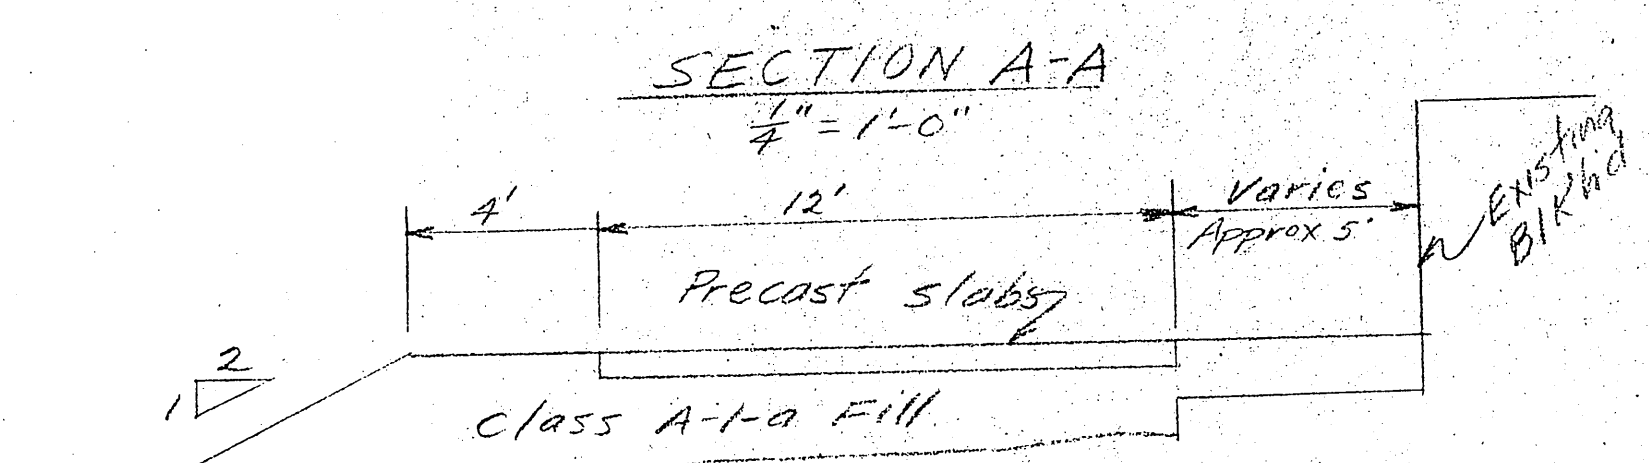 SECTION A-A
1/4" = 1'-0"
4'
12'
Varies
Approx 5'
Existing
BlKhd
Precast slabs
2
1
Class A-1-a Fill